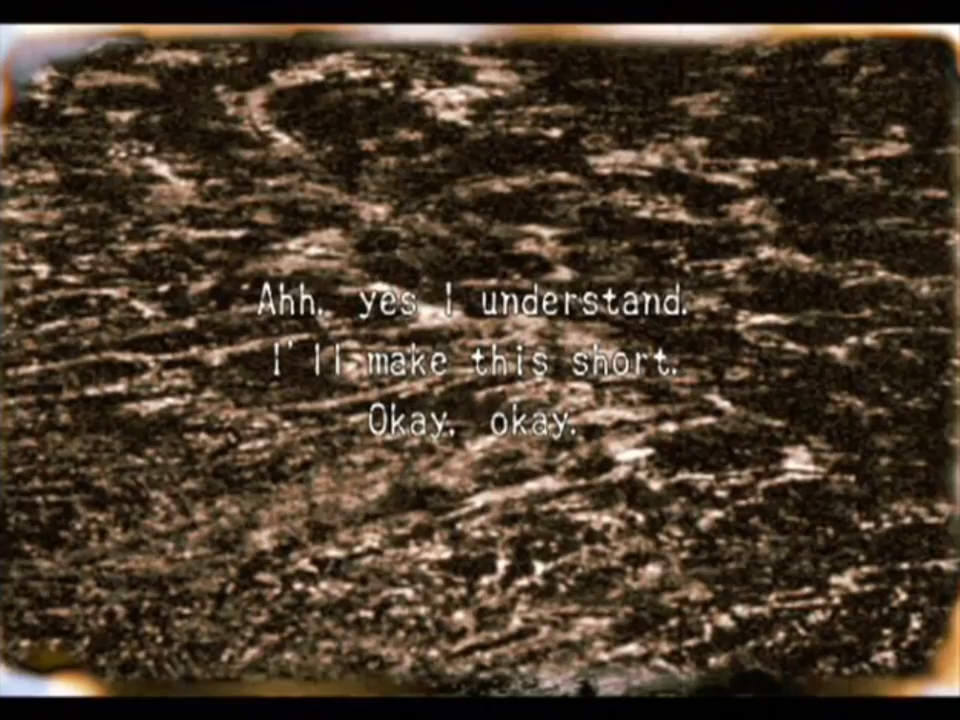 Ahh, yes I understand.
I'll make this short.
Okay, okay.